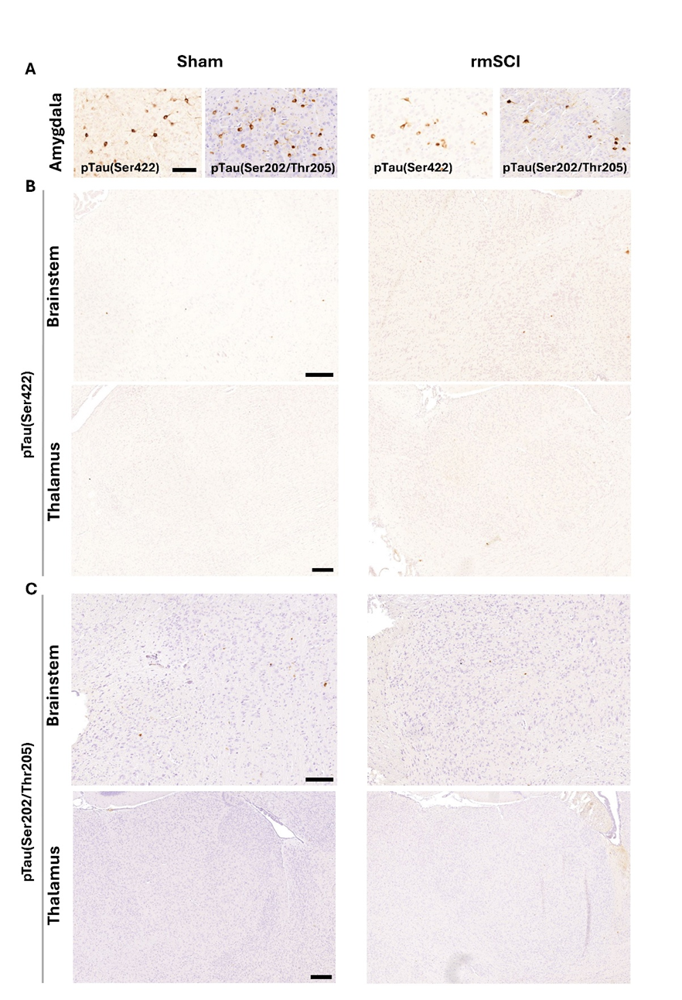 Sham
rmSCI
A
Amygdala
pTau(Ser422)
pTau(Ser202/Thr205)
pTau(Ser422)
pTau(Ser202/Thr205)
B
pTau(Ser422)
Brainstem
Thalamus
C
pTau(Ser202/Thr205)
Brainstem
Thalamus